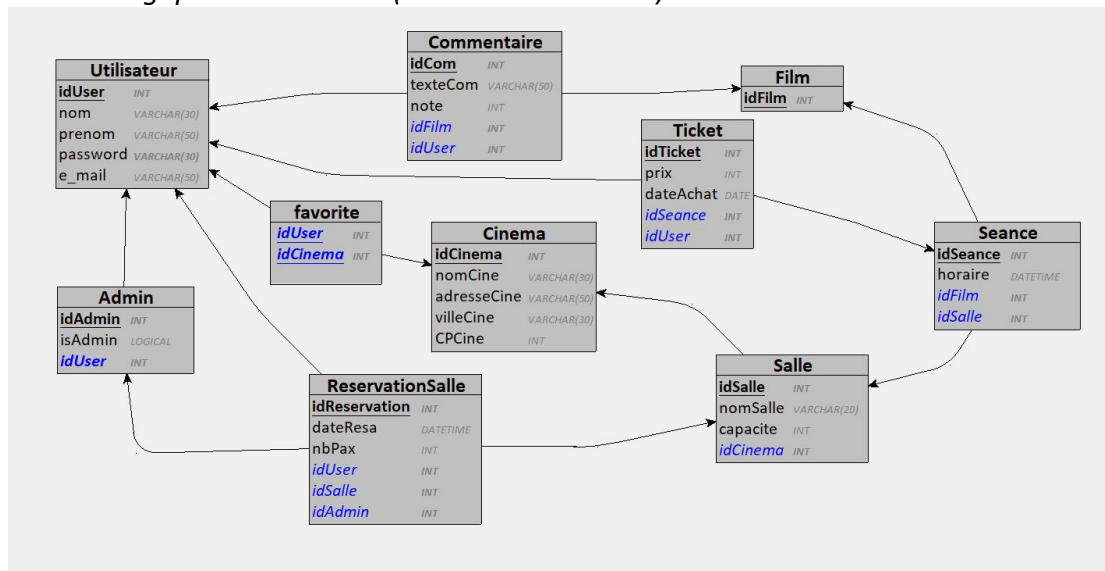 Utilisateur
idUser INT
nom VARCHAR(30)
prenom VARCHAR(50)
password VARCHAR(30)
e_mail VARCHAR(50)
Commentaire
idCom INT
texteCom VARCHAR(50)
note INT
idFilm INT
idUser INT
Film
idFilm INT
Ticket
idTicket INT
prix INT
dateAchat DATE
idSeance INT
idUser INT
favorite
idUser INT
idCinema INT
Cinema
idCinema INT
nomCine VARCHAR(30)
adresseCine VARCHAR(50)
villeCine VARCHAR(30)
CPCine INT
Seance
idSeance INT
horaire DATETIME
idFilm INT
idSalle INT
Admin
idAdmin INT
isAdmin LOGICAL
idUser INT
ReservationSalle
idReservation INT
dateResa DATETIME
nbPax INT
idUser INT
idSalle INT
idAdmin INT
Salle
idSalle INT
nomSalle VARCHAR(20)
capacite INT
idCinema INT